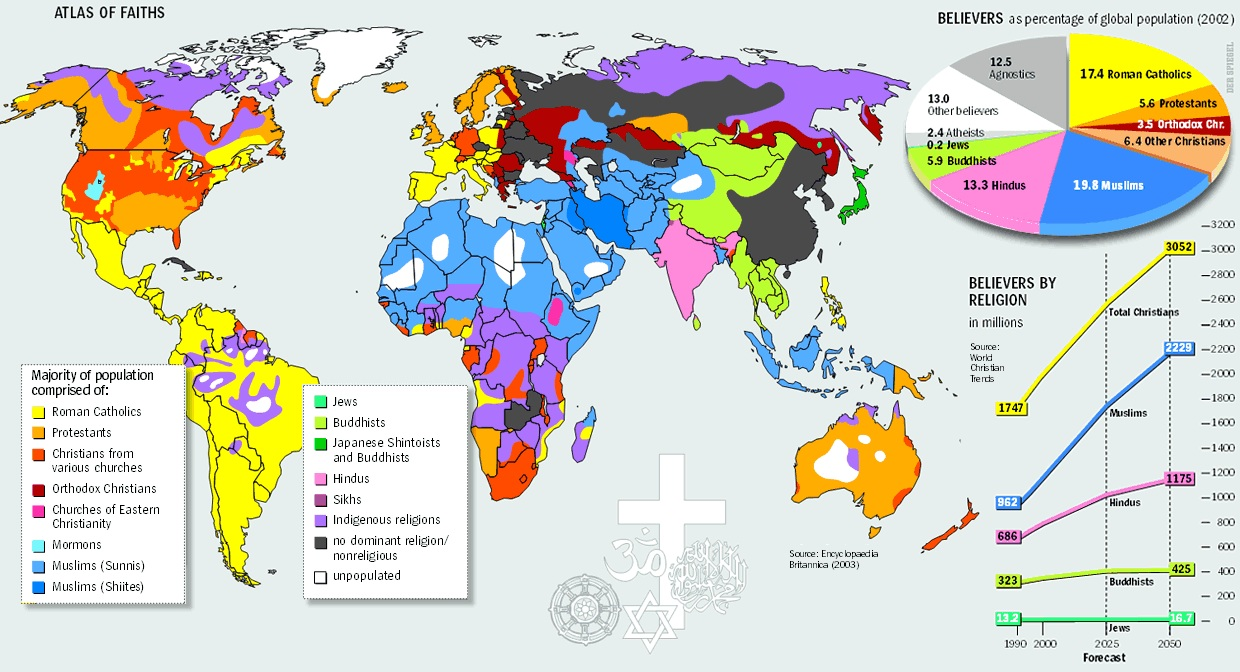 ATLAS OF FAITHS
BELIEVERS as percentage of global population (2002)
DER SPIEGEL
12.5
Agnostics
17.4 Roman Catholics
5.6 Protestants
3.5 Orthodox Chr.
6.4 Other Christians
19.8 Muslims
13.3 Hindus
5.9 Buddhists
0.2 Jews
2.4 Atheists
13.0
Other believers
BELIEVERS BY
RELIGION
in millions
Source:
World
Christian
Trends
3200
3000
2800
2600
2400
2200
2000
1800
1600
1400
1200
1000
800
600
400
200
0
3052
Total Christians
1747
2229
Muslims
962
1175
Hindus
686
425
Buddhists
323
16.7
Jews
13.2
1990 2000 2025 2050
Forecast
Majority of population
comprised of:
Roman Catholics
Protestants
Christians from
various churches
Orthodox Christians
Churches of Eastern
Christianity
Mormons
Muslims (Sunnis)
Muslims (Shiites)
Jews
Buddhists
Japanese Shintoists
and Buddhists
Hindus
Sikhs
Indigenous religions
no dominant religion/
nonreligious
unpopulated
Source: Encyclopaedia
Britannica (2003)
ॐ